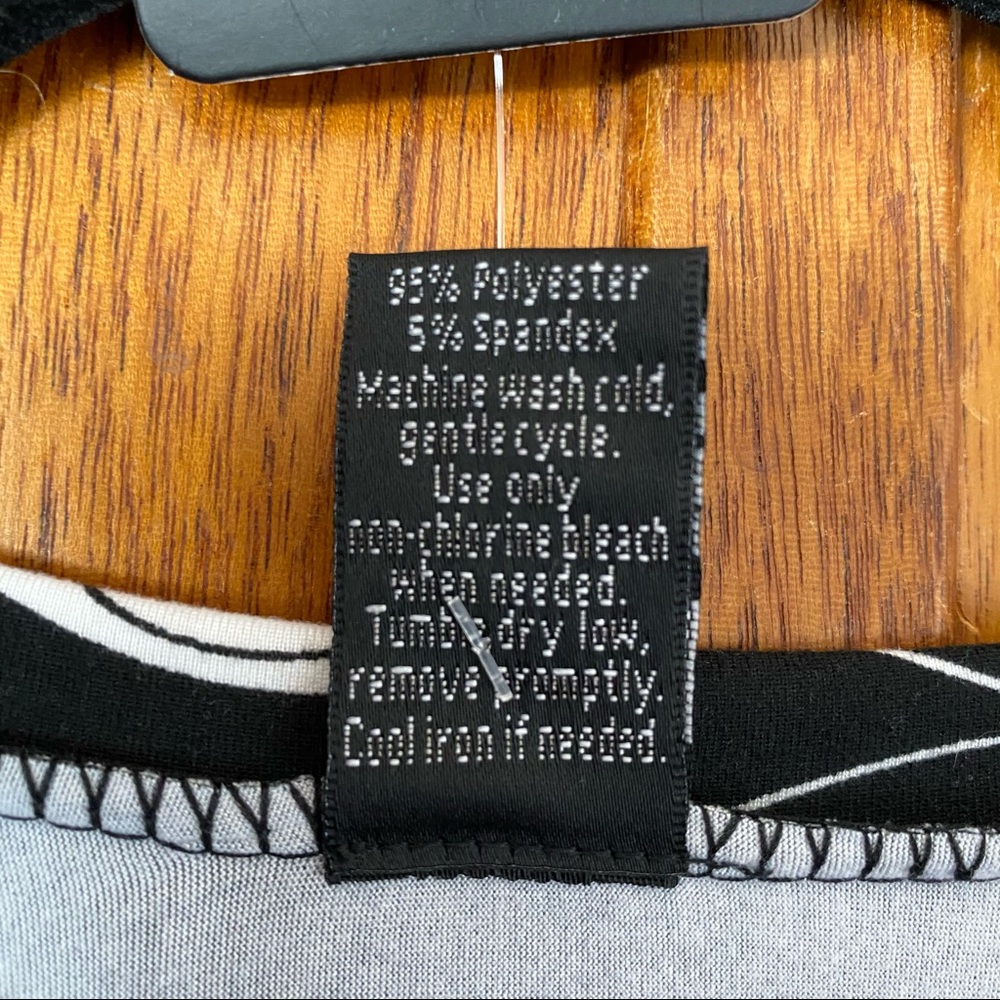 95% Polyester
5% Spandex
Machine wash cold,
gentle cycle.
Use only
non-chlorine bleach
when needed.
Tumble dry low,
remove promptly.
Cool iron if needed.